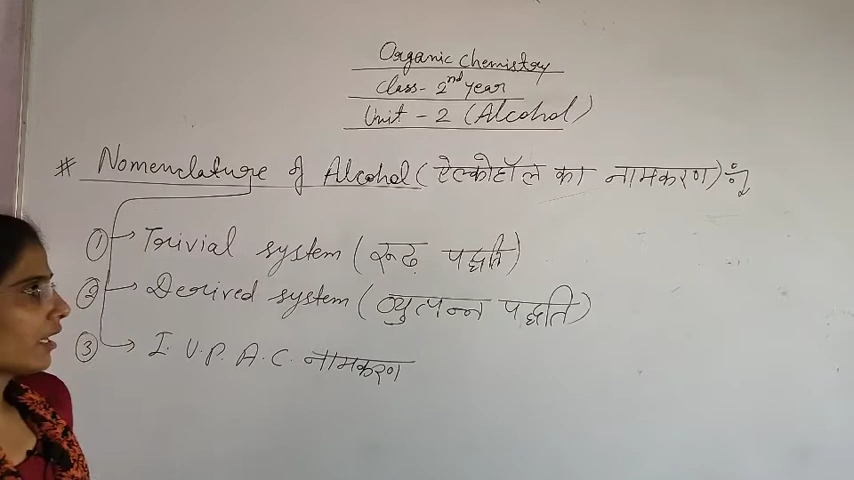 Organic Chemistry
Class- 2nd year
Unit - 2 (Alcohol)
# Nomenclature of Alcohol (ऐल्कोहॉल का नामकरण) :-
① → Trivial system (रूढ़ पद्धति)
② → Derived system (व्युत्पन्न पद्धति)
③ → I.U.P.A.C. नामकरण